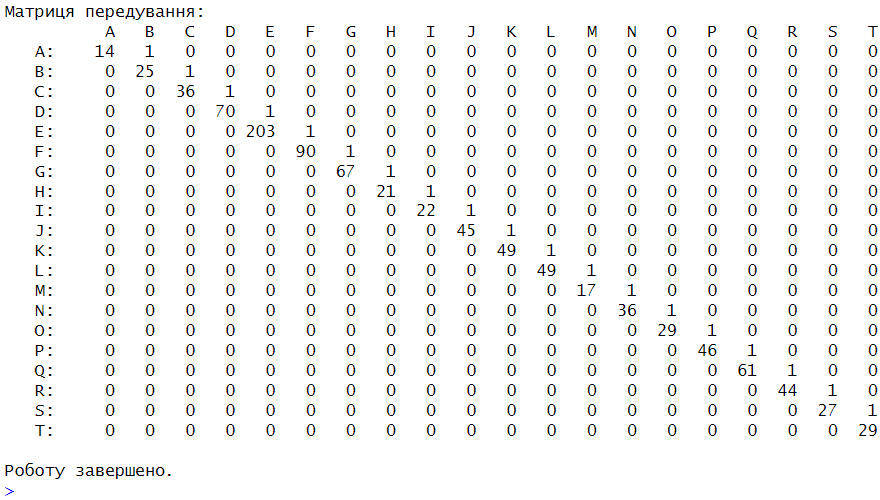 Матриця передування:
A B C D E F G H I J K L M N O P Q R S T
A: 14 1 0 0 0 0 0 0 0 0 0 0 0 0 0 0 0 0 0 0
B: 0 25 1 0 0 0 0 0 0 0 0 0 0 0 0 0 0 0 0 0
C: 0 0 36 1 0 0 0 0 0 0 0 0 0 0 0 0 0 0 0 0
D: 0 0 0 70 1 0 0 0 0 0 0 0 0 0 0 0 0 0 0 0
E: 0 0 0 0 203 1 0 0 0 0 0 0 0 0 0 0 0 0 0 0
F: 0 0 0 0 0 90 1 0 0 0 0 0 0 0 0 0 0 0 0 0
G: 0 0 0 0 0 0 67 1 0 0 0 0 0 0 0 0 0 0 0 0
H: 0 0 0 0 0 0 0 21 1 0 0 0 0 0 0 0 0 0 0 0
I: 0 0 0 0 0 0 0 0 22 1 0 0 0 0 0 0 0 0 0 0
J: 0 0 0 0 0 0 0 0 0 45 1 0 0 0 0 0 0 0 0 0
K: 0 0 0 0 0 0 0 0 0 0 49 1 0 0 0 0 0 0 0 0
L: 0 0 0 0 0 0 0 0 0 0 0 49 1 0 0 0 0 0 0 0
M: 0 0 0 0 0 0 0 0 0 0 0 0 17 1 0 0 0 0 0 0
N: 0 0 0 0 0 0 0 0 0 0 0 0 0 36 1 0 0 0 0 0
O: 0 0 0 0 0 0 0 0 0 0 0 0 0 0 29 1 0 0 0 0
P: 0 0 0 0 0 0 0 0 0 0 0 0 0 0 0 46 1 0 0 0
Q: 0 0 0 0 0 0 0 0 0 0 0 0 0 0 0 0 61 1 0 0
R: 0 0 0 0 0 0 0 0 0 0 0 0 0 0 0 0 0 44 1 0
S: 0 0 0 0 0 0 0 0 0 0 0 0 0 0 0 0 0 0 27 1
T: 0 0 0 0 0 0 0 0 0 0 0 0 0 0 0 0 0 0 0 29
Роботу завершено.
>